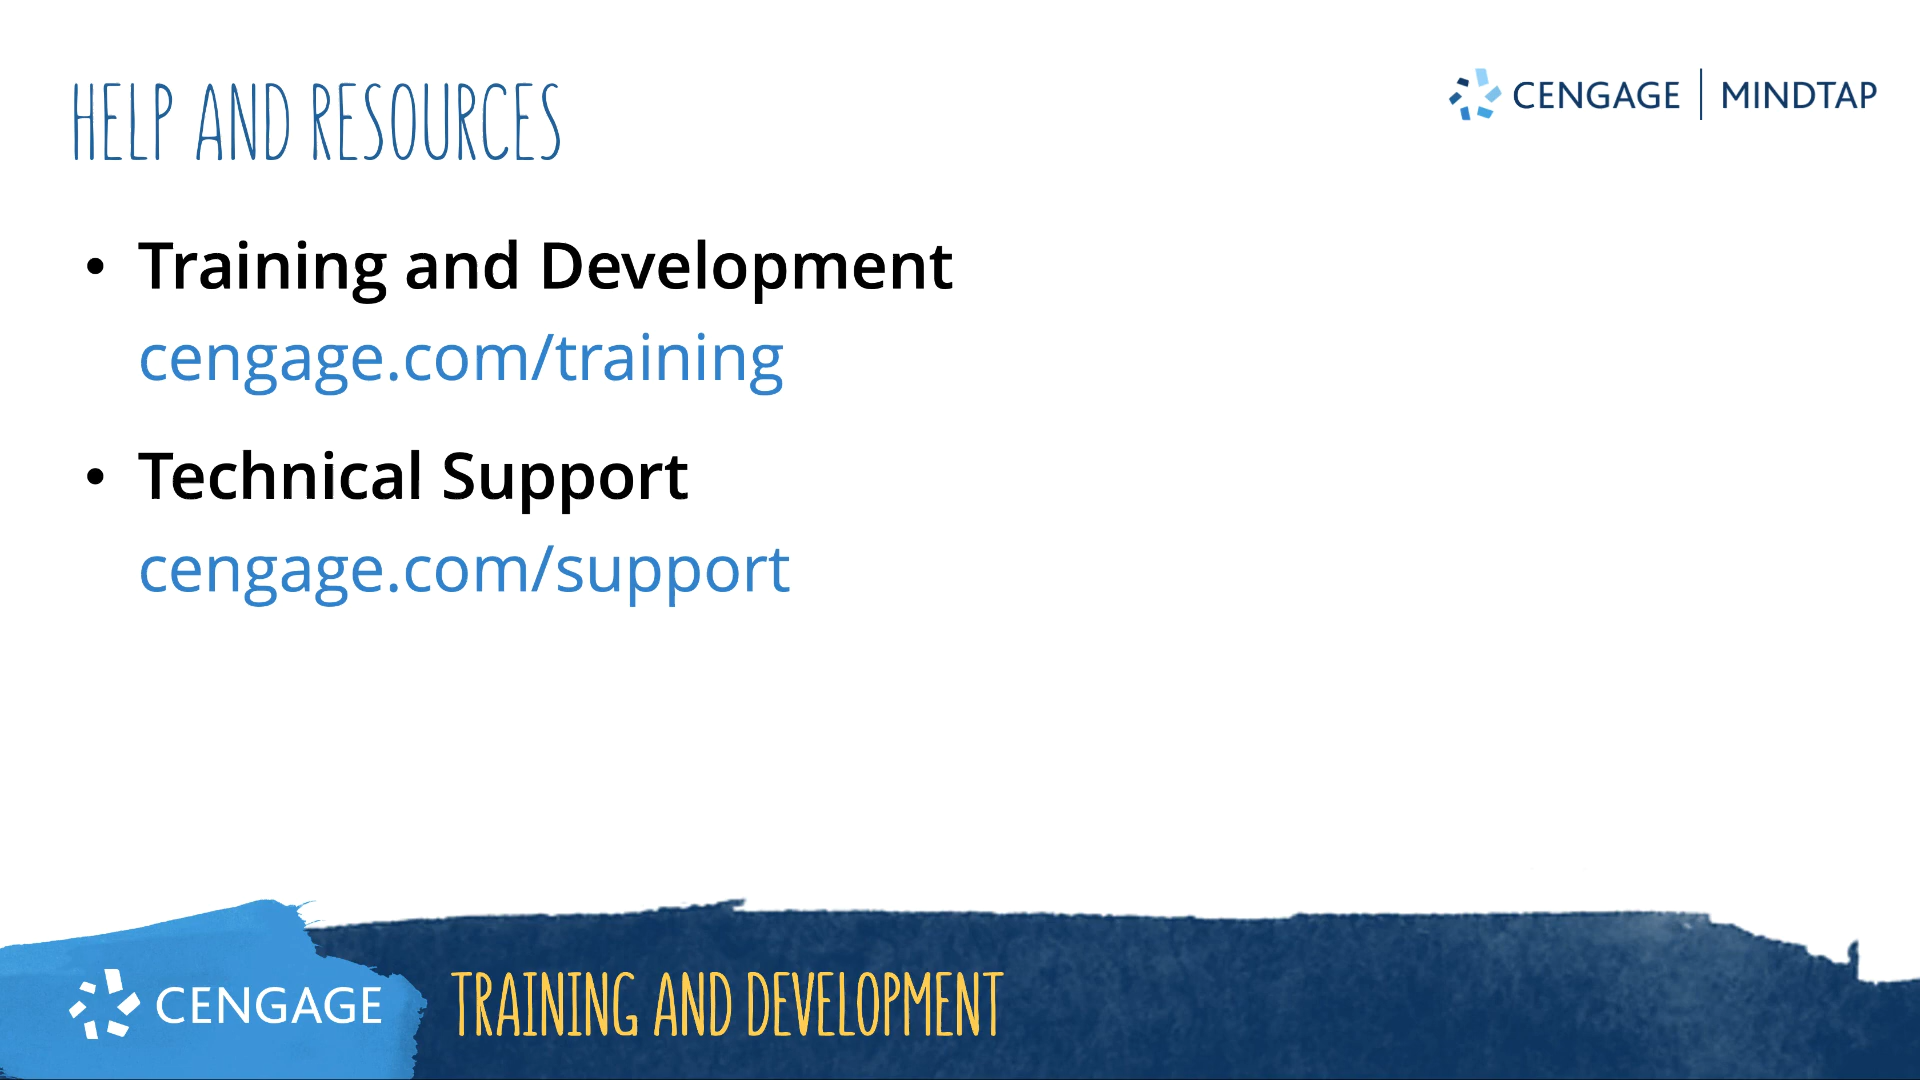 HELP AND RESOURCES
CENGAGE | MINDTAP
• Training and Development
cengage.com/training
• Technical Support
cengage.com/support
CENGAGE
TRAINING AND DEVELOPMENT